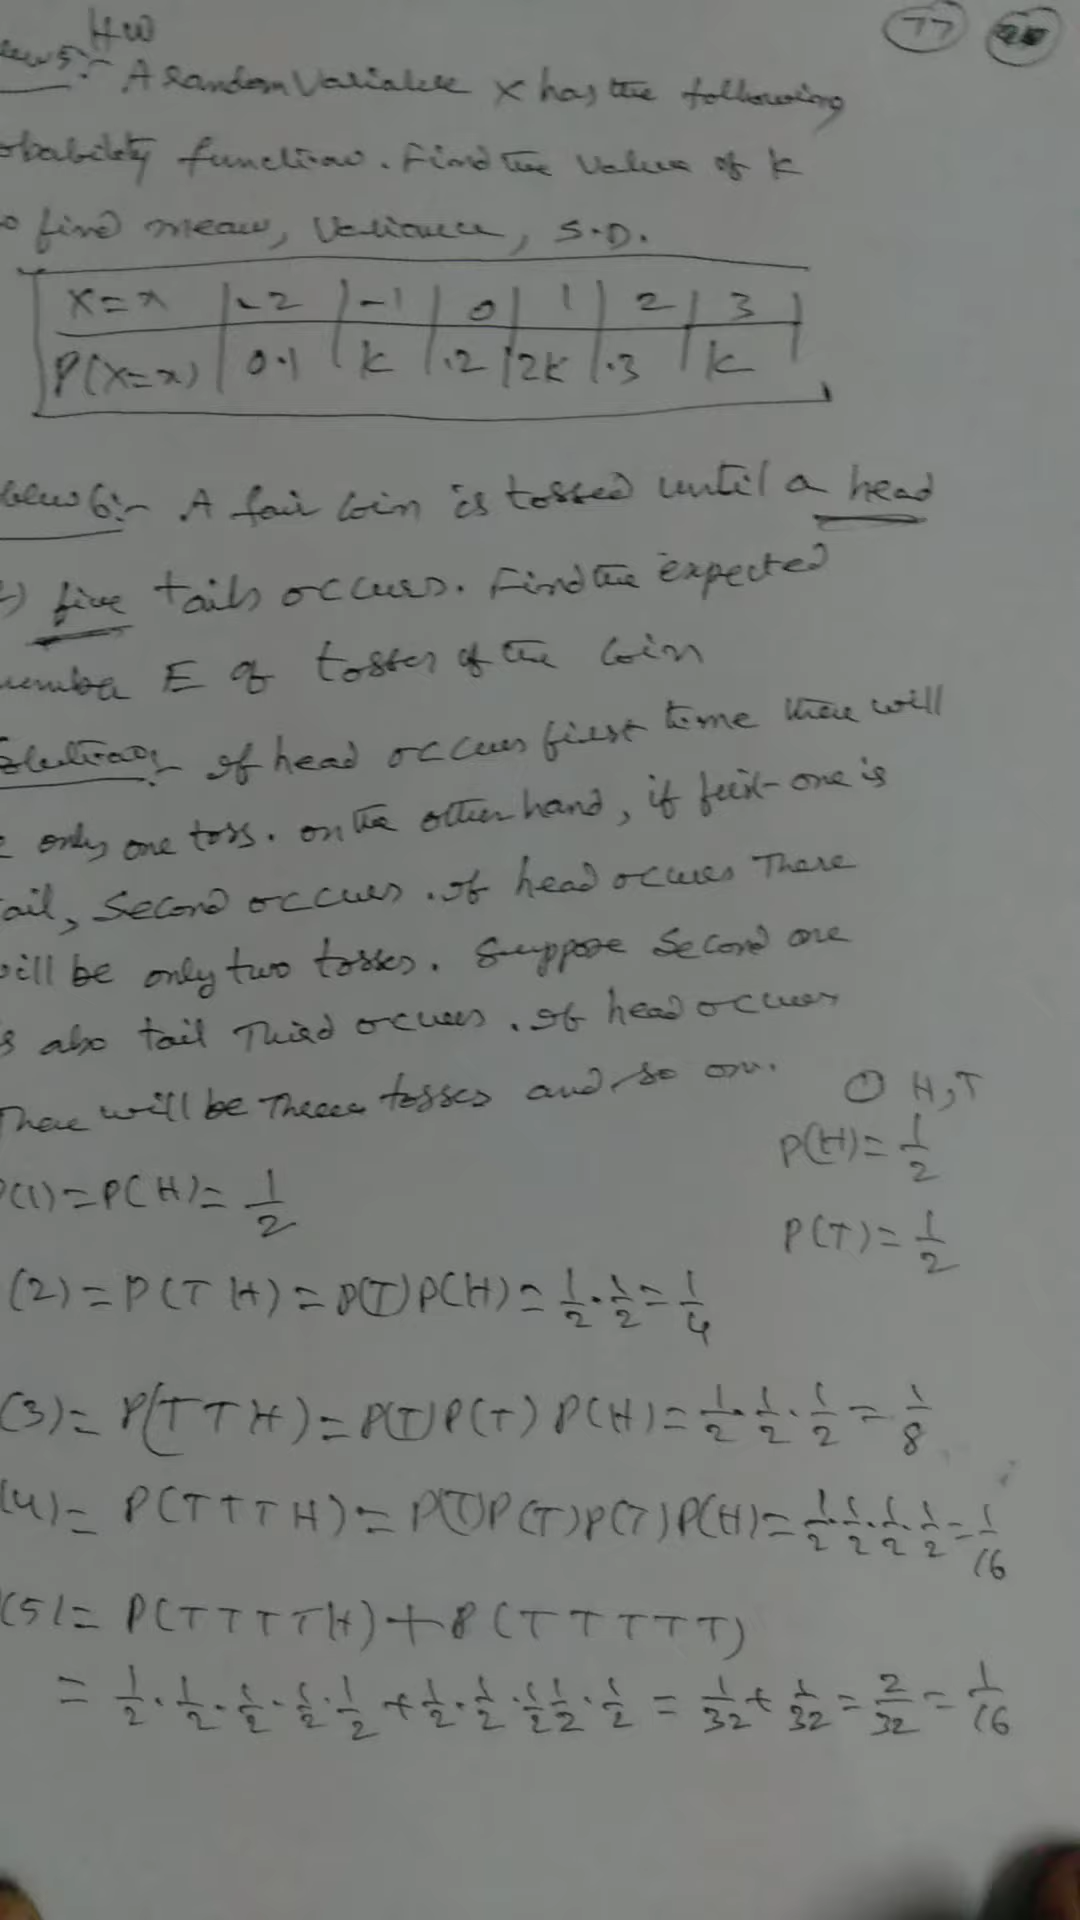 HW
77
A Random Variable X has the following
obability function. Find the value of k
o find mean, Variance, S.D.
X=x | -2 | -1 | 0 | 1 | 2 | 3
P(X=x) | 0.1 | k | .2 | 2k | .3 | k
blem 6:- A fair coin is tossed until a head
) five tails occurs. Find the expected
number E of tosses of the coin
Solution:- If head occurs first time there will
only one toss. on the other hand, if first one is
ail, Second occurs. If head occurs There
will be only two tosses. Suppose Second one
s also tail Third occurs. If head occurs
There will be Three tosses and so on.
① H,T
P(H)=1/2
(1)=P(H)=1/2
P(T)=1/2
(2)=P(TH)=P(T)P(H)=1/2.1/2=1/4
(3)=P(TTH)=P(T)P(T)P(H)=1/2.1/2.1/2=1/8
(4)=P(TTTH)=P(T)P(T)P(T)P(H)=1/2.1/2.1/2.1/2=1/16
(5)=P(TTTTH)+P(TTTTT)
=1/2.1/2.1/2.1/2.1/2+1/2.1/2.1/2 1/2.1/2=1/32+1/32=2/32=1/16